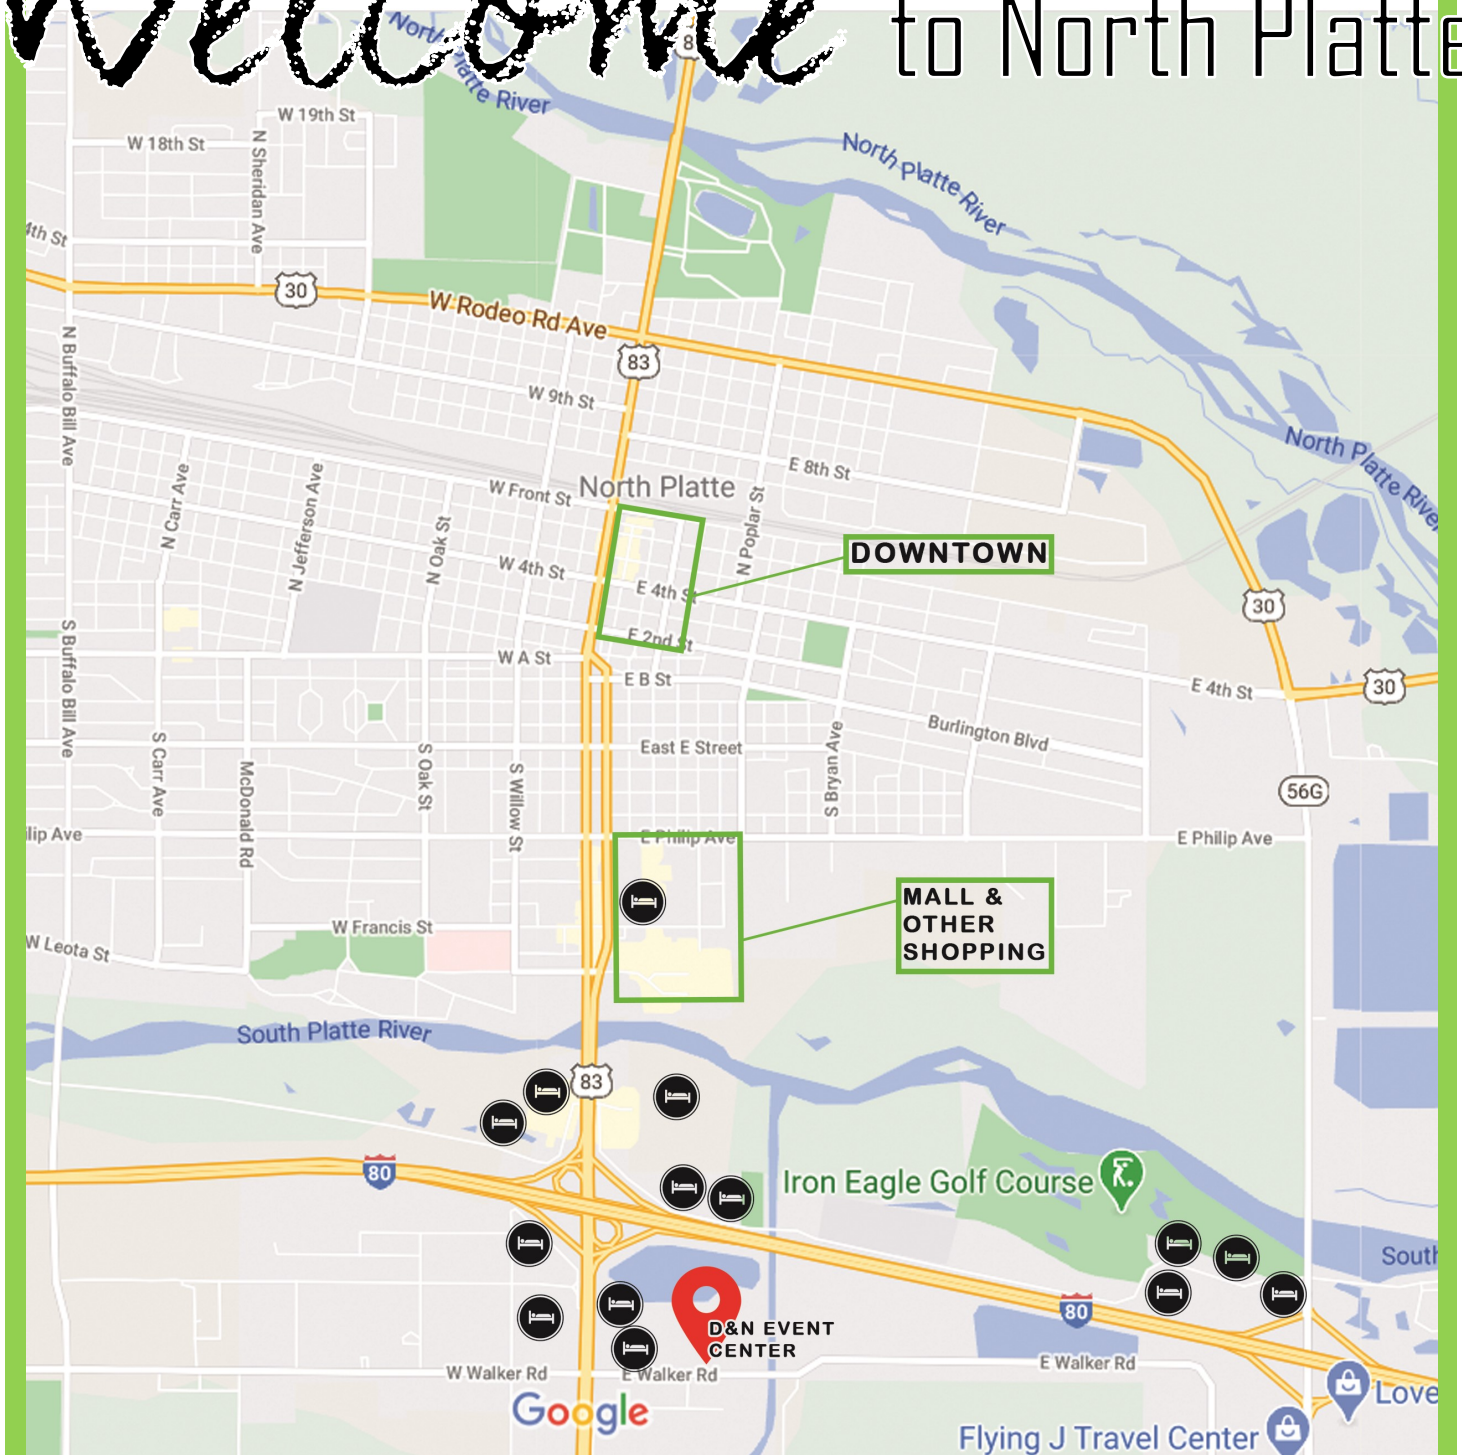 Welcome to North Platte
8
North Platte River
W 19th St
W 18th St
N Sheridan Ave
North Platte River
4th St
30
W Rodeo Rd Ave
83
N Buffalo Bill Ave
W 9th St
E 8th St
North Platte River
N Carr Ave
N Jefferson Ave
N Oak St
W Front St
North Platte
N Poplar St
DOWNTOWN
W 4th St
E 4th St
30
E 2nd St
S Buffalo Bill Ave
W A St
E B St
E 4th St
30
Burlington Blvd
S Carr Ave
McDonald Rd
S Oak St
S Willow St
East E Street
S Bryan Ave
56G
ilip Ave
E Philip Ave
E Philip Ave
MALL &
OTHER
SHOPPING
W Francis St
W Leota St
South Platte River
83
80
Iron Eagle Golf Course
South
80
D&N EVENT
CENTER
W Walker Rd
E Walker Rd
E Walker Rd
Love
Google
Flying J Travel Center